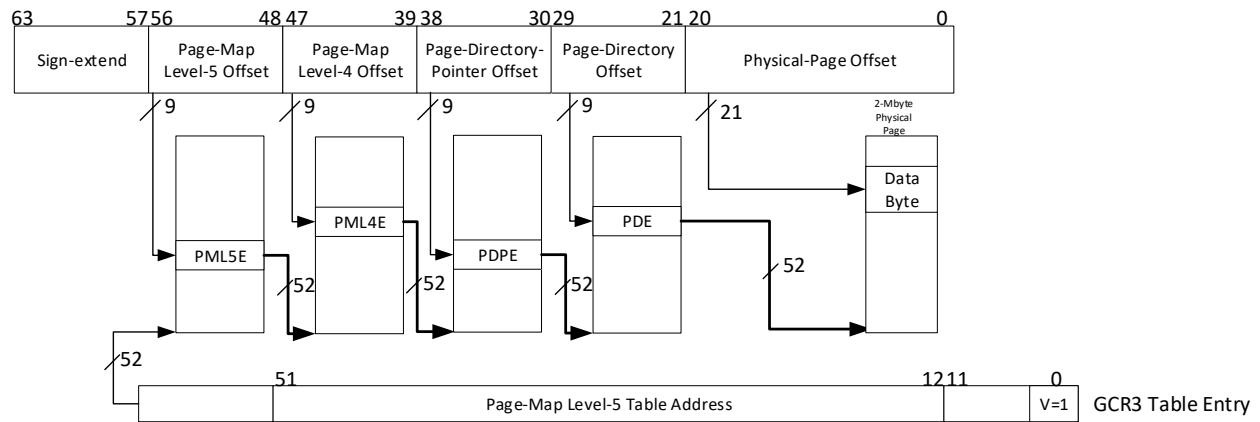 63 57 56 48 47 39 38 30 29 21 20 0
Sign-extend
Page-Map
Level-5 Offset
Page-Map
Level-4 Offset
Page-Directory-
Pointer Offset
Page-Directory
Offset
Physical-Page Offset
9 9 9 9 21
2-Mbyte
Physical
Page
Data
Byte
PML4E
PDE
PML5E
PDPE
52 52 52 52
52
51 12 11 0
Page-Map Level-5 Table Address
V=1
GCR3 Table Entry